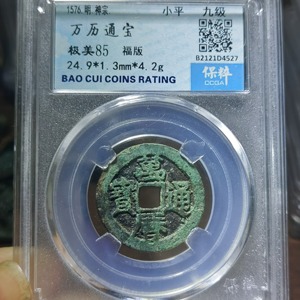 1576.明.神宗 小平 九级
万历通宝
极美85 福版
24.9*1.3mm*4.2g
BAO CUI COINS RATING
B2121D4527
保粹
萬曆通寶